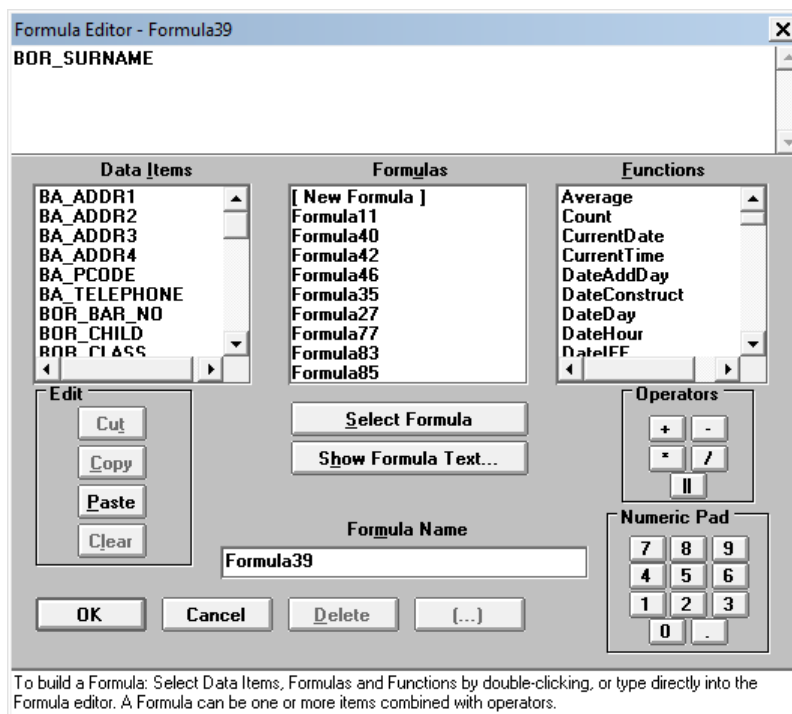 Formula Editor - Formula39
BOR_SURNAME
Data Items
BA_ADDR1
BA_ADDR2
BA_ADDR3
BA_ADDR4
BA_PCODE
BA_TELEPHONE
BOR_BAR_NO
BOR_CHILD
BOR_CLASS
Formulas
[ New Formula ]
Formula11
Formula40
Formula42
Formula46
Formula35
Formula27
Formula77
Formula83
Formula85
Functions
Average
Count
CurrentDate
CurrentTime
DateAddDay
DateConstruct
DateDay
DateHour
DateIFF
Edit
Cut
Copy
Paste
Clear
Select Formula
Show Formula Text...
Operators
+ -
* /
||
Formula Name
Formula39
Numeric Pad
7 8 9
4 5 6
1 2 3
0 .
OK Cancel Delete (...)
To build a Formula: Select Data Items, Formulas and Functions by double-clicking, or type directly into the
Formula editor. A Formula can be one or more items combined with operators.